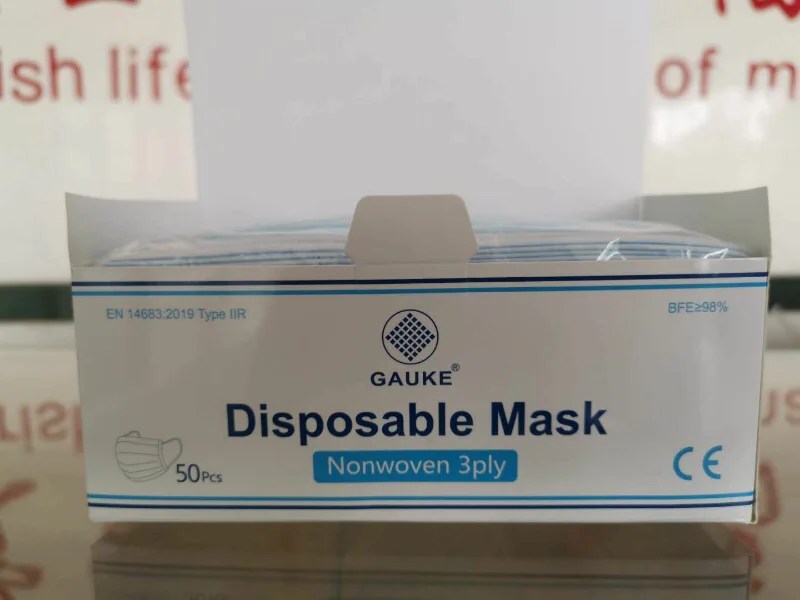 ish life
of m
EN 14683:2019 Type IIR
BFE≥98%
GAUKE®
Disposable Mask
Nonwoven 3ply
50Pcs
CE